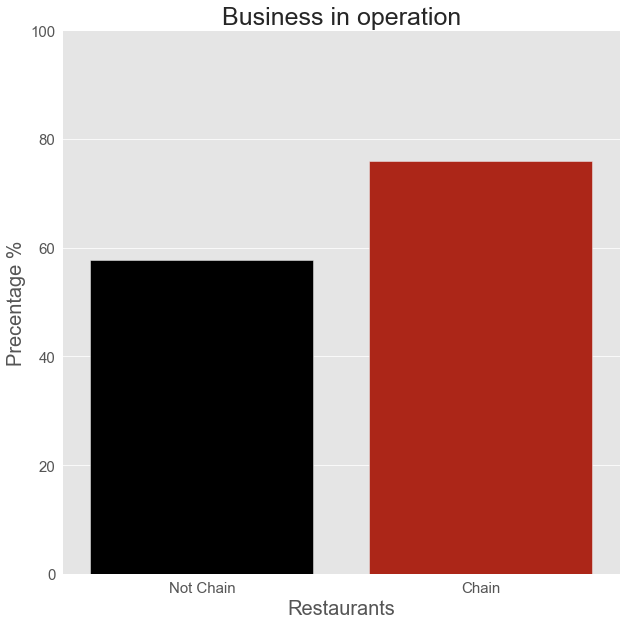 Business in operation
100
80
60
40
20
0
Precentage %
Not Chain
Chain
Restaurants